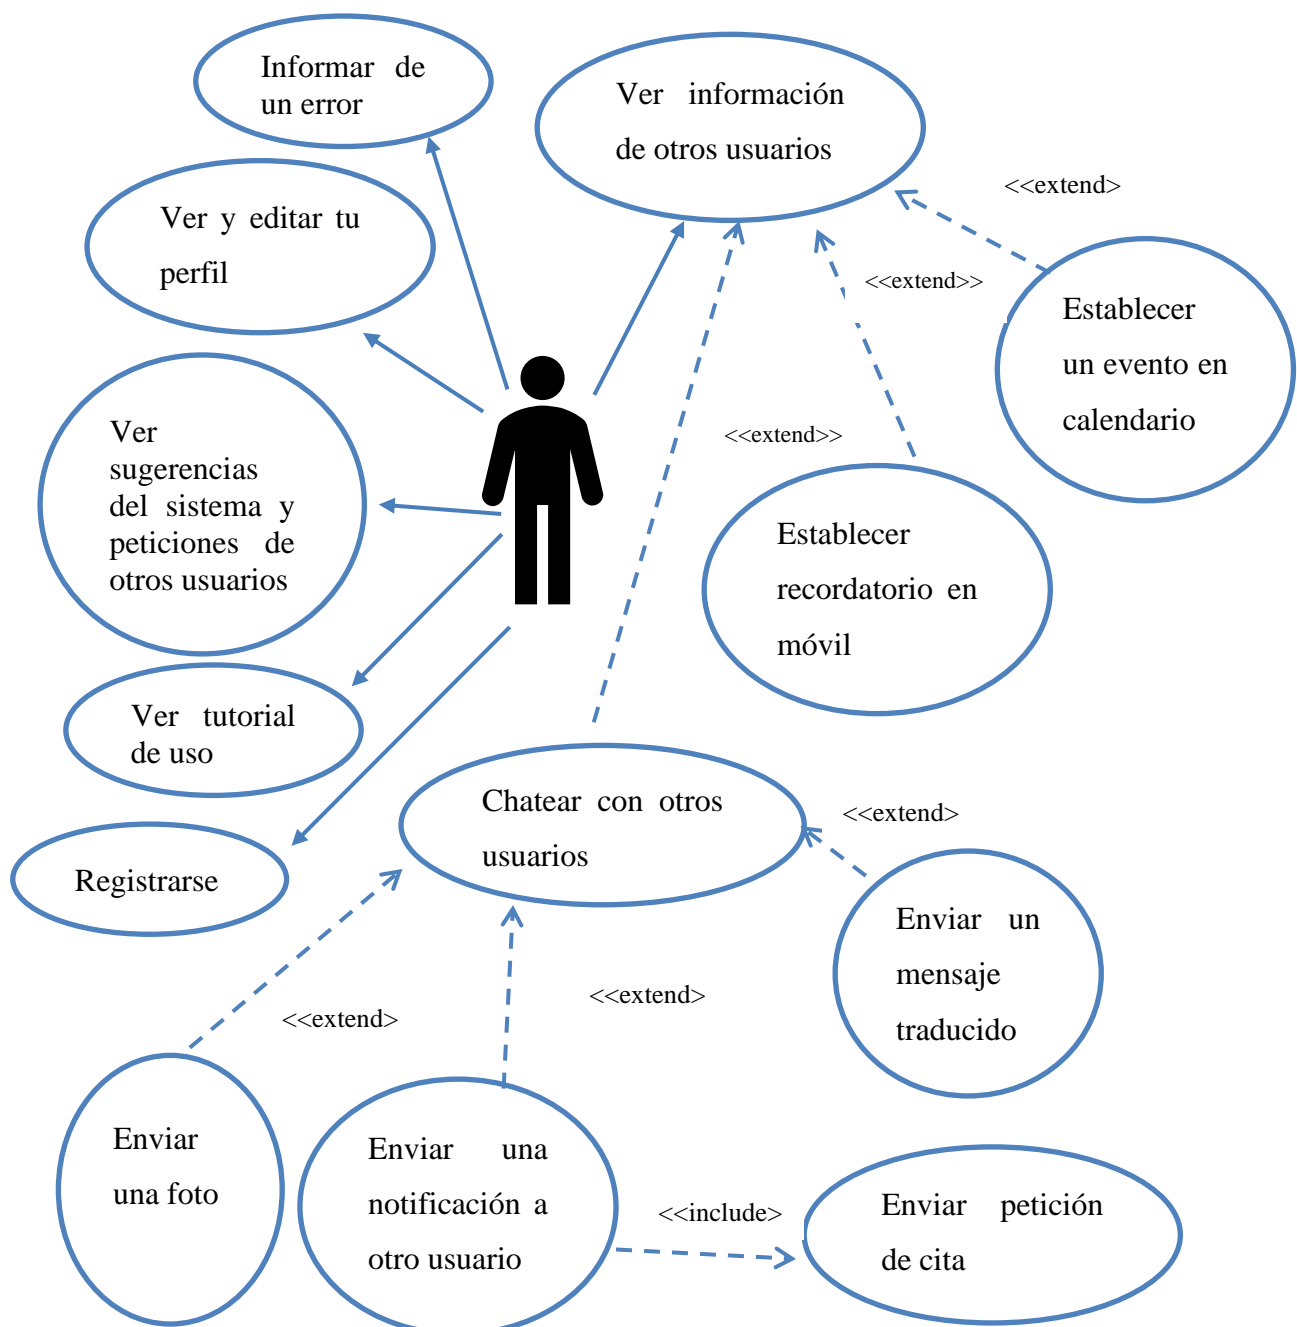 Informar de
un error
Ver información
de otros usuarios
<<extend>
Ver y editar tu
perfil
<<extend>>
Establecer
un evento en
calendario
Ver
sugerencias
del sistema y
peticiones de
otros usuarios
<<extend>>
Establecer
recordatorio en
móvil
Ver tutorial
de uso
Chatear con otros
usuarios
<<extend>
Registrarse
Enviar un
mensaje
traducido
<<extend>
<<extend>
Enviar
una foto
Enviar una
notificación a
otro usuario
<<include>
Enviar petición
de cita